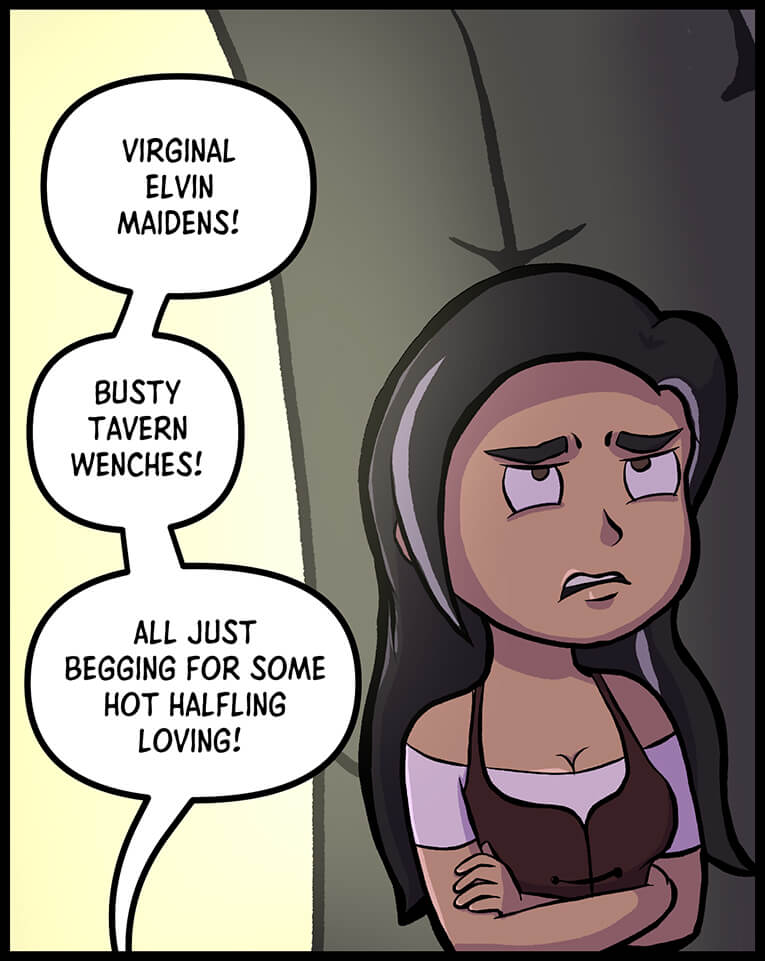 VIRGINAL
ELVIN
MAIDENS!
BUSTY
TAVERN
WENCHES!
ALL JUST
BEGGING FOR SOME
HOT HALFLING
LOVING!